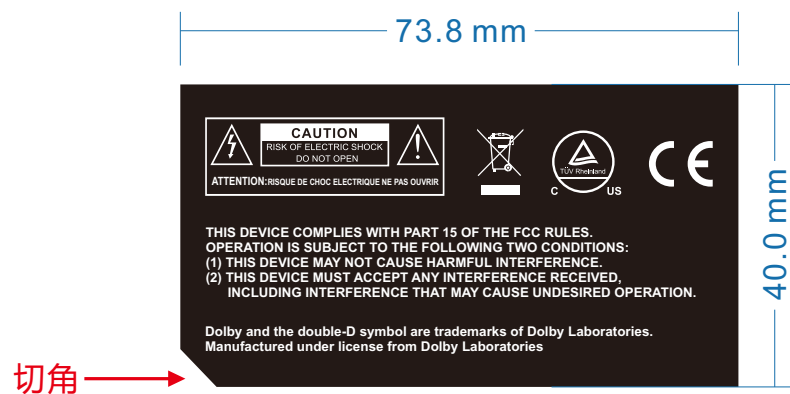 73.8 mm
CAUTION
RISK OF ELECTRIC SHOCK
DO NOT OPEN
ATTENTION:RISQUE DE CHOC ELECTRIQUE NE PAS OUVRIR
TÜV Rheinland
C US
CE
40.0 mm
THIS DEVICE COMPLIES WITH PART 15 OF THE FCC RULES.
OPERATION IS SUBJECT TO THE FOLLOWING TWO CONDITIONS:
(1) THIS DEVICE MAY NOT CAUSE HARMFUL INTERFERENCE.
(2) THIS DEVICE MUST ACCEPT ANY INTERFERENCE RECEIVED,
INCLUDING INTERFERENCE THAT MAY CAUSE UNDESIRED OPERATION.
Dolby and the double-D symbol are trademarks of Dolby Laboratories.
Manufactured under license from Dolby Laboratories
切角